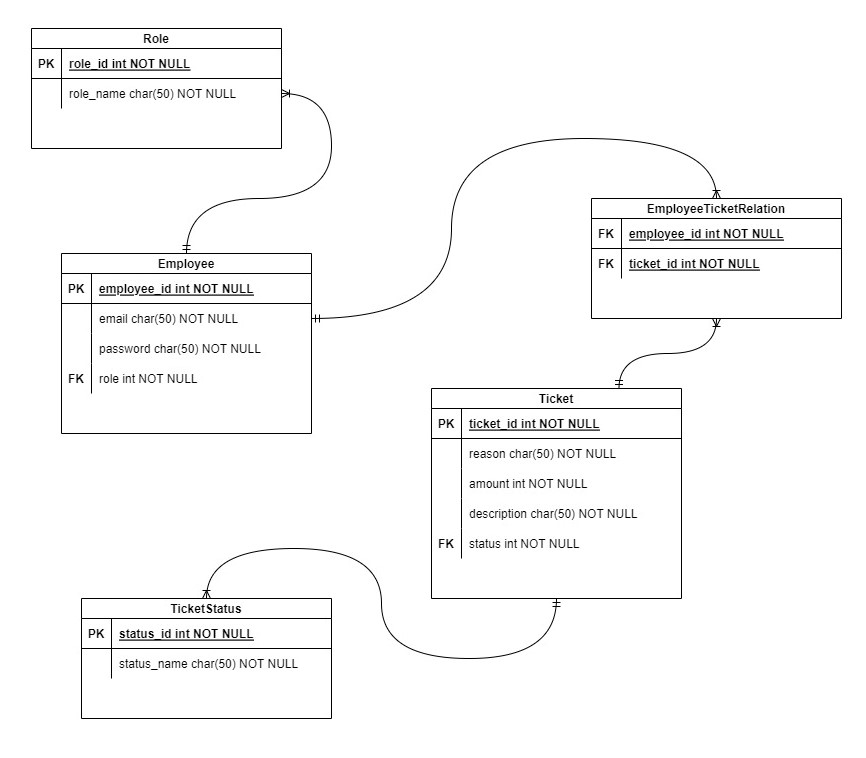 Role
PK role_id int NOT NULL
role_name char(50) NOT NULL
EmployeeTicketRelation
FK employee_id int NOT NULL
FK ticket_id int NOT NULL
Employee
PK employee_id int NOT NULL
email char(50) NOT NULL
password char(50) NOT NULL
FK role int NOT NULL
Ticket
PK ticket_id int NOT NULL
reason char(50) NOT NULL
amount int NOT NULL
description char(50) NOT NULL
FK status int NOT NULL
TicketStatus
PK status_id int NOT NULL
status_name char(50) NOT NULL